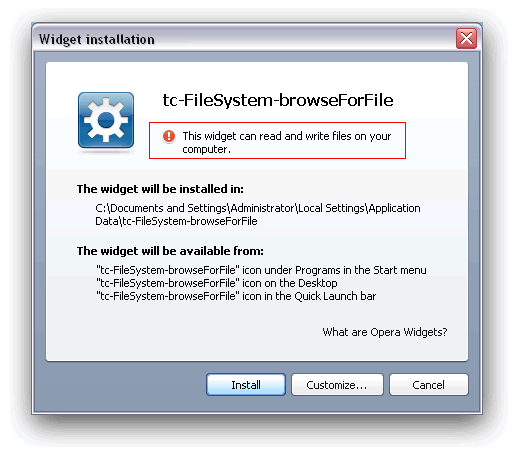 Widget installation
tc-FileSystem-browseForFile
This widget can read and write files on your
computer.
The widget will be installed in:
C:\Documents and Settings\Administrator\Local Settings\Application
Data\tc-FileSystem-browseForFile
The widget will be available from:
"tc-FileSystem-browseForFile" icon under Programs in the Start menu
"tc-FileSystem-browseForFile" icon on the Desktop
"tc-FileSystem-browseForFile" icon in the Quick Launch bar
What are Opera Widgets?
Install
Customize...
Cancel